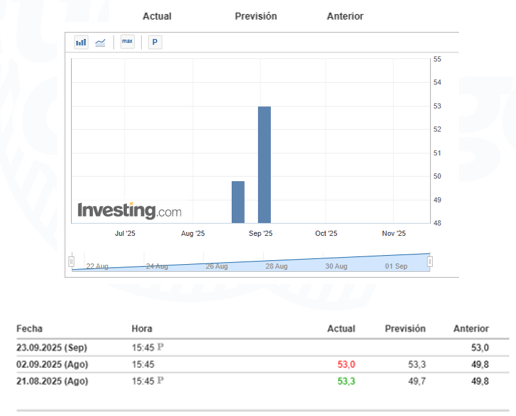 Actual Previsión Anterior
max P
55
54
53
52
51
50
49
48
Investing.com
Jul '25 Aug '25 Sep '25 Oct '25 Nov '25
22 Aug 24 Aug 26 Aug 28 Aug 30 Aug 01 Sep
Fecha Hora Actual Previsión Anterior
23.09.2025 (Sep) 15:45 P 53,0
02.09.2025 (Ago) 15:45 53,0 53,3 49,8
21.08.2025 (Ago) 15:45 P 53,3 49,7 49,8